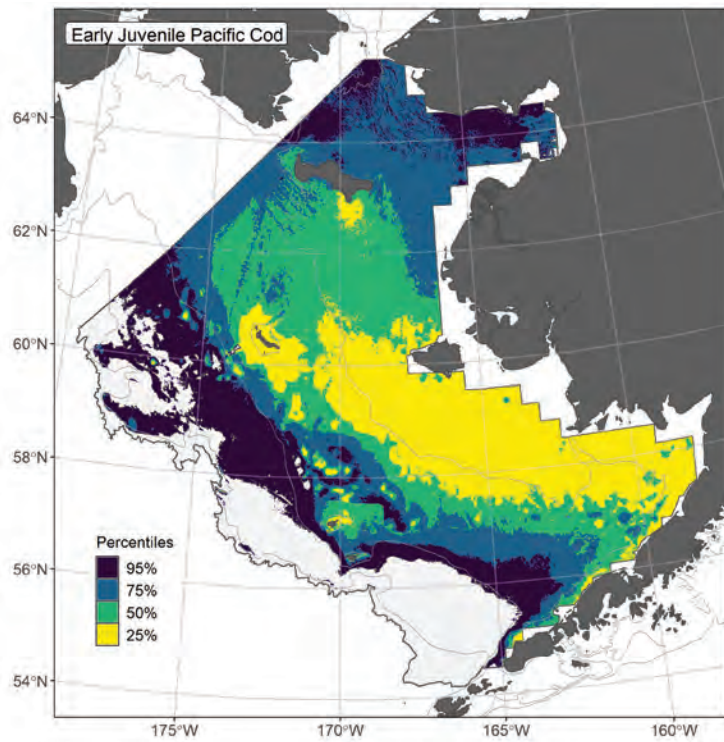 Early Juvenile Pacific Cod
64°N
62°N
60°N
58°N
56°N
54°N
Percentiles
95%
75%
50%
25%
175°W
170°W
165°W
160°W